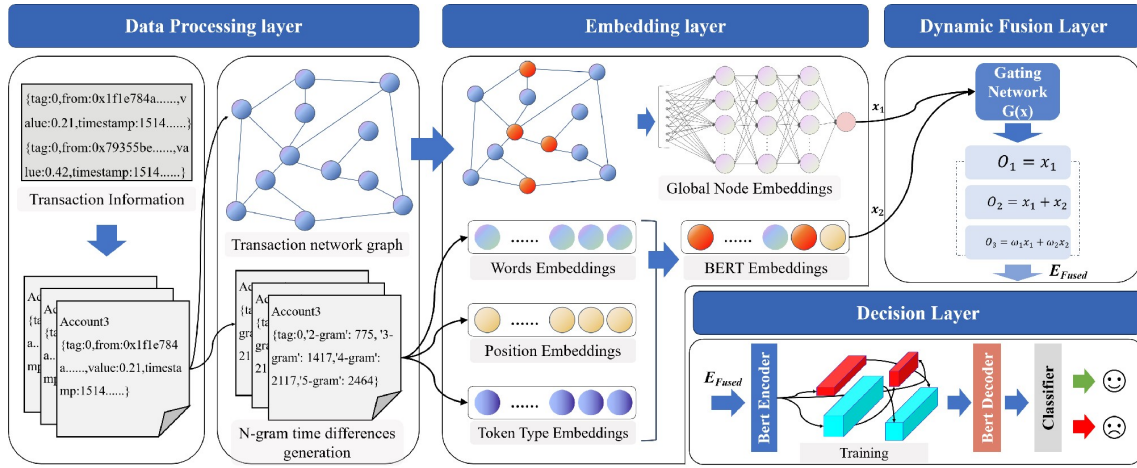 Data Processing layer
{tag:0,from:0x1f1e784a......,v
alue:0.21,timestamp:1514......}
{tag:0,from:0x79355be......,va
lue:0.42,timestamp:1514......}
Transaction Information
Account3
{tag:0,from:0x1f1e784
a......,value:0.21,timesta
mp:1514......}
Transaction network graph
Account3
{tag:0,'2-gram': 775, '3-
gram': 1417,'4-gram':
2117,'5-gram': 2464}
N-gram time differences
generation
Embedding layer
Global Node Embeddings
......
Words Embeddings
......
BERT Embeddings
......
Position Embeddings
......
Token Type Embeddings
x₁
x₂
Dynamic Fusion Layer
Gating
Network
G(x)
O₁ = x₁
O₂ = x₁ + x₂
O₃ = ω₁x₁ + ω₂x₂
E_Fused
Decision Layer
E_Fused
Bert Encoder
Training
Bert Decoder
Classifier